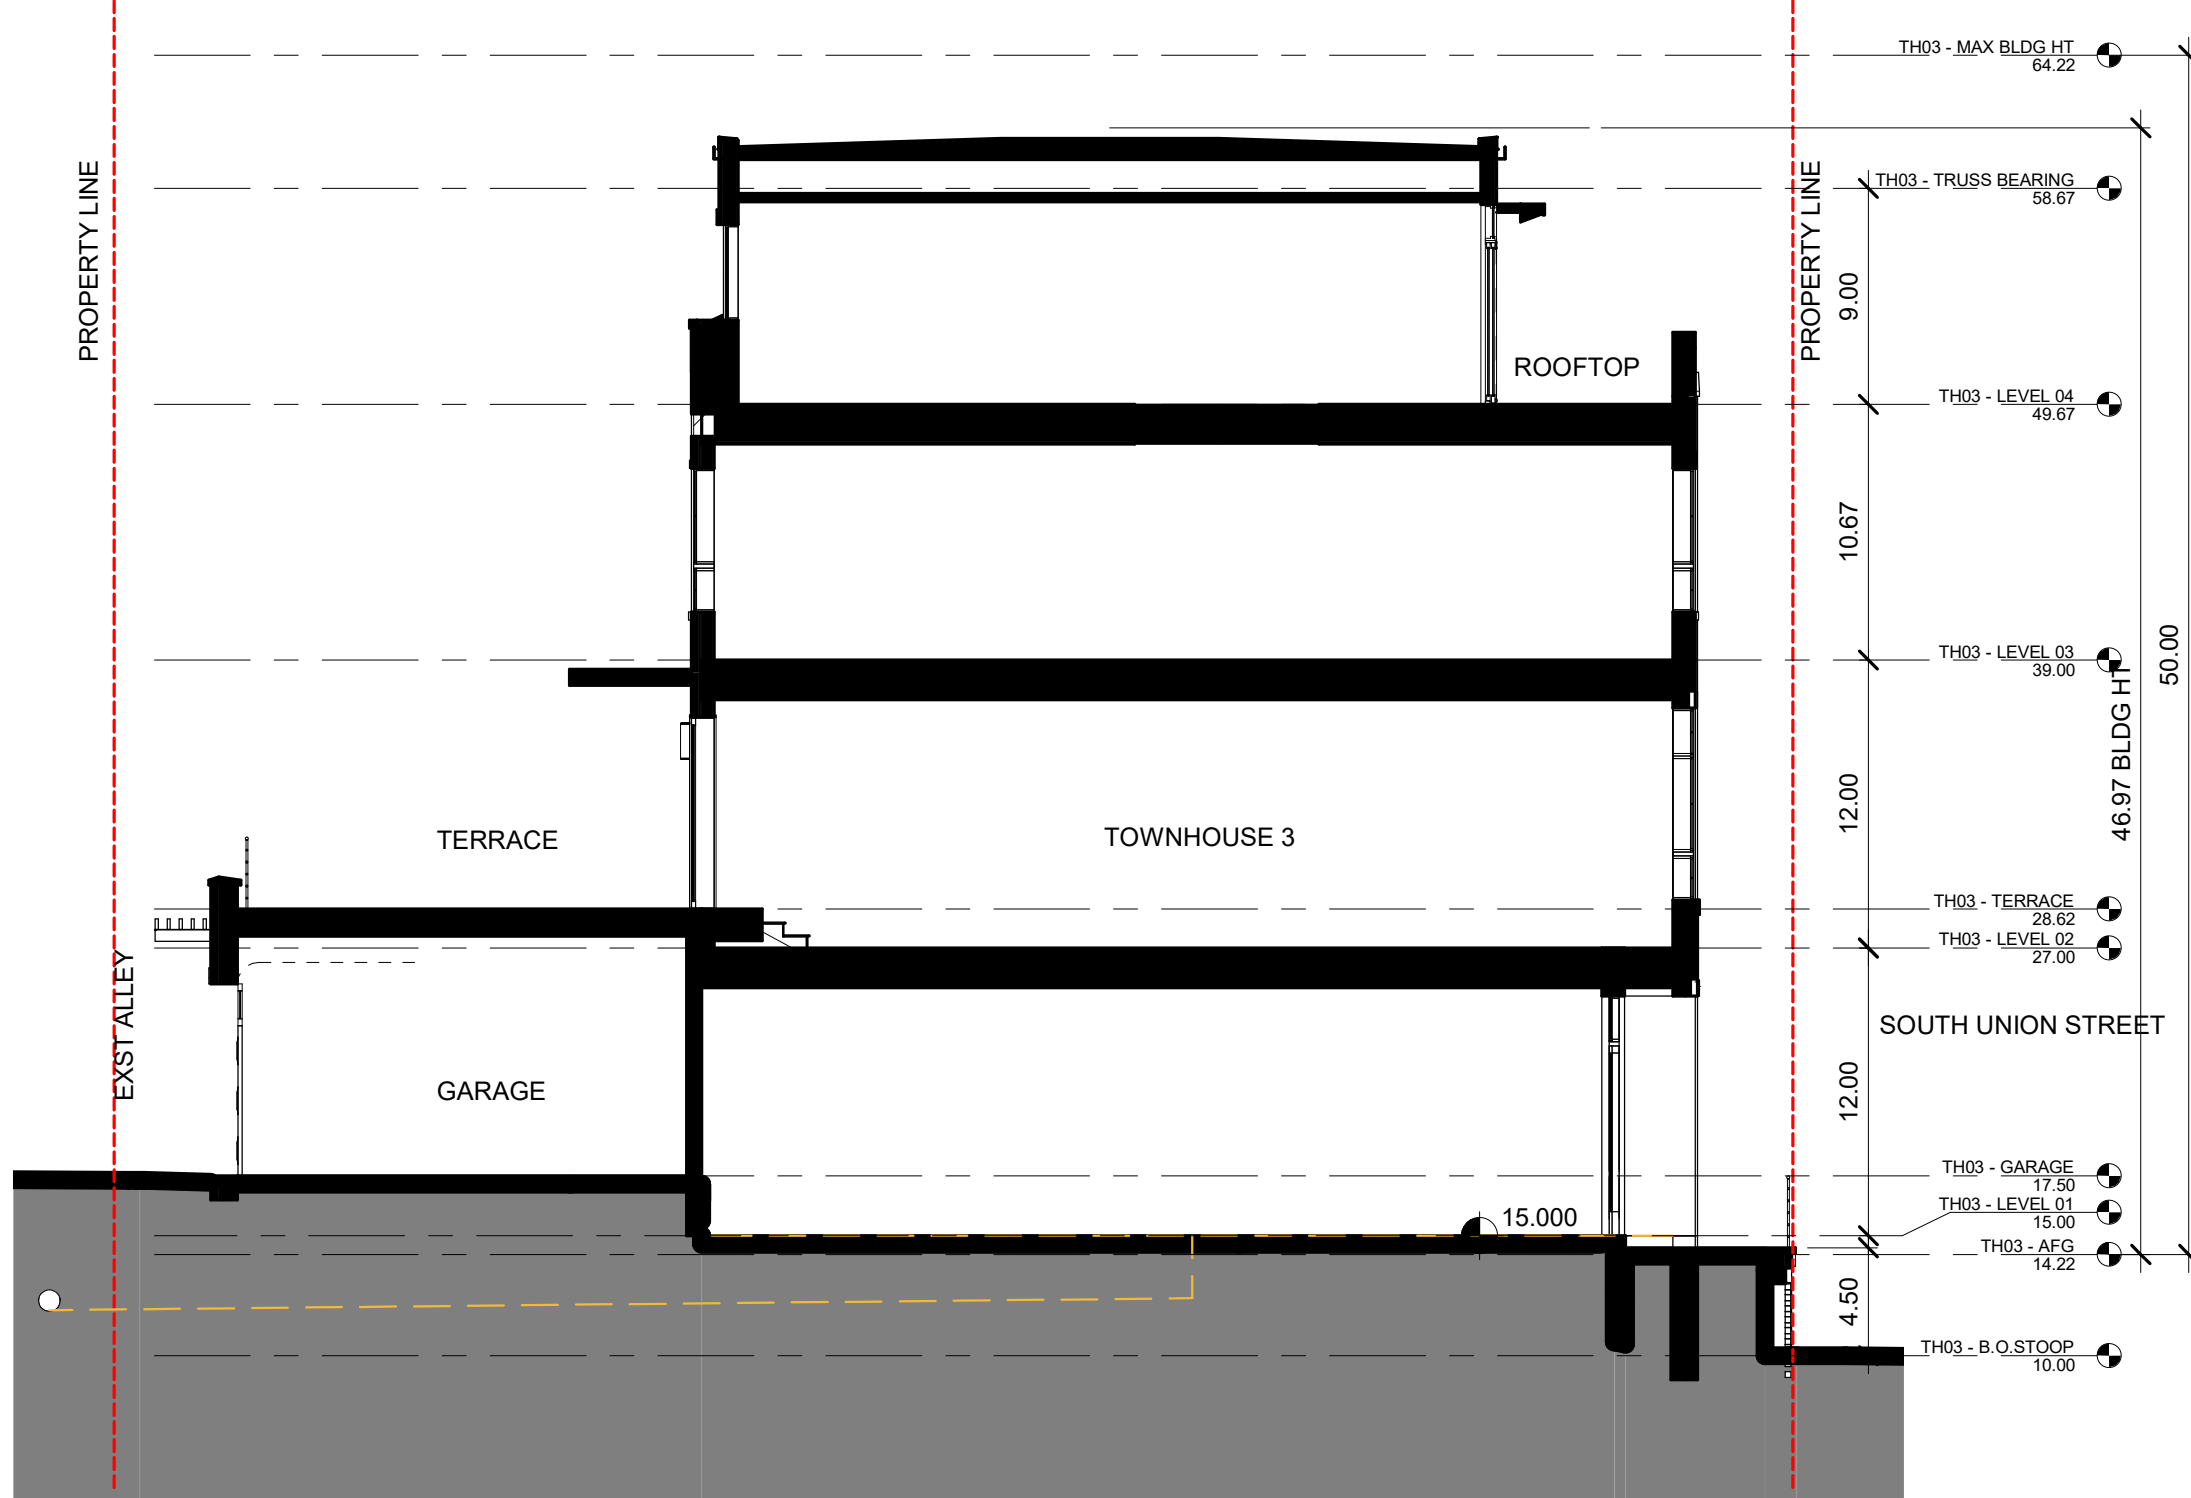 TH03 - MAX BLDG HT
64.22
PROPERTY LINE
PROPERTY LINE
TH03 - TRUSS BEARING
58.67
9.00
ROOFTOP
TH03 - LEVEL 04
49.67
10.67
TH03 - LEVEL 03
39.00
50.00
46.97 BLDG HT
12.00
TERRACE
TOWNHOUSE 3
TH03 - TERRACE
28.62
TH03 - LEVEL 02
27.00
EXST ALLEY
SOUTH UNION STREET
GARAGE
12.00
TH03 - GARAGE
17.50
TH03 - LEVEL 01
15.00
15.000
TH03 - AFG
14.22
4.50
TH03 - B.O.STOOP
10.00